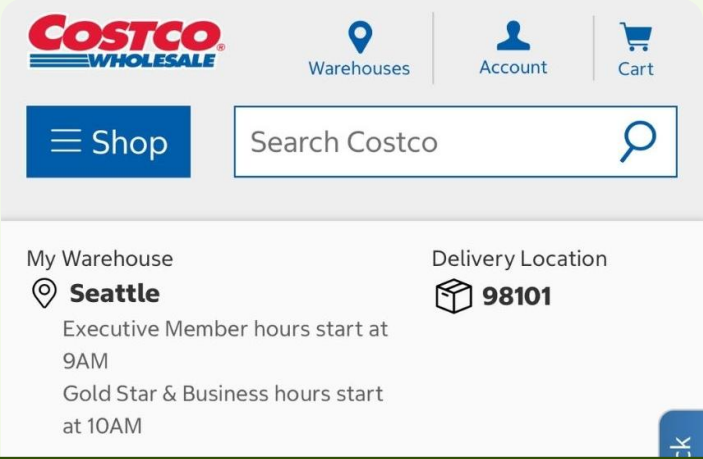 COSTCO
WHOLESALE
Warehouses
Account
Cart
Shop
Search Costco
My Warehouse
Seattle
Executive Member hours start at
9AM
Gold Star & Business hours start
at 10AM
Delivery Location
98101
ck